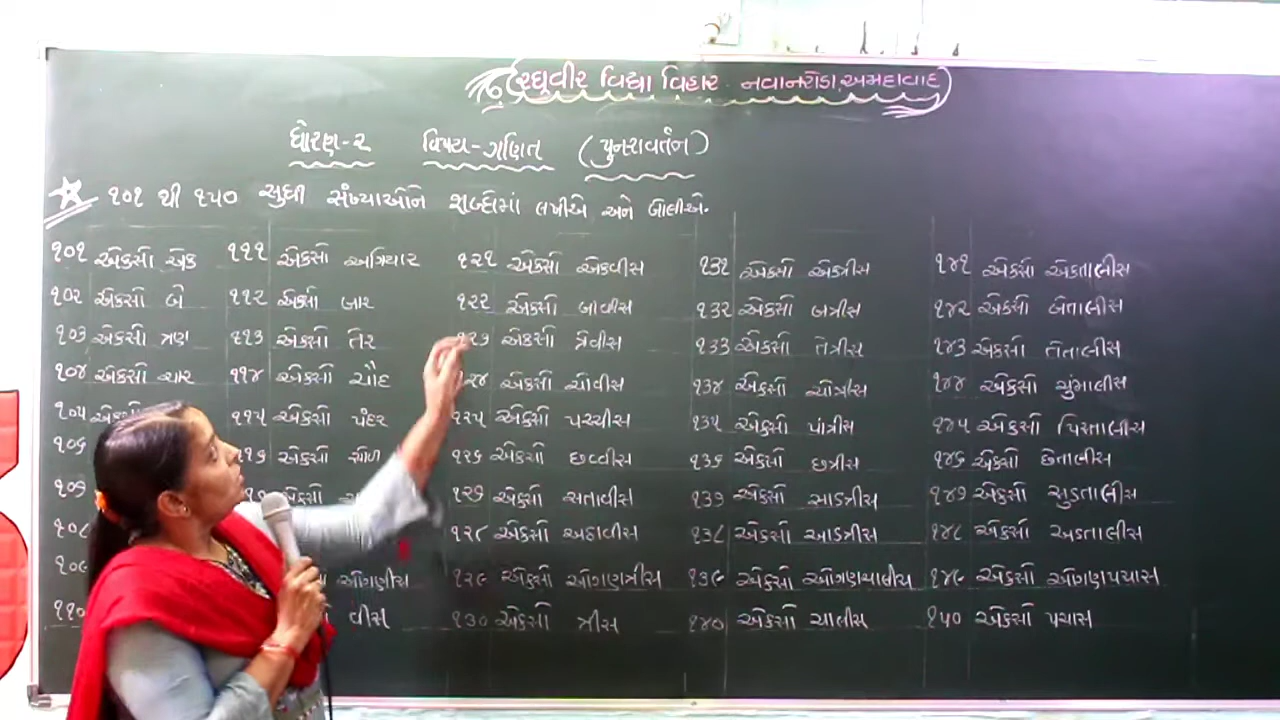 રઘુવીર વિદ્યા વિહાર નવાનરોડા, અમદાવાદ
ધોરણ-૨ વિષય-ગણિત (પુનરાવર્તન)
૧૦૧ થી ૧૫૦ સુધી સંખ્યાઓને શબ્દોમાં લખીએ અને બોલીએ.
૧૦૧ એકસો એક ૧૧૧ એકસો અગિયાર ૧૨૧ એકસો એકવીસ ૧૩૧ એકસો એકત્રીસ ૧૪૧ એકસો એકતાલીસ
૧૦૨ એકસો બે ૧૧૨ એકસો બાર ૧૨૨ એકસો બાવીસ ૧૩૨ એકસો બત્રીસ ૧૪૨ એકસો બેતાલીસ
૧૦૩ એકસો ત્રણ ૧૧૩ એકસો તેર ૧૨૩ એકસો ત્રેવીસ ૧૩૩ એકસો તેત્રીસ ૧૪૩ એકસો તેતાલીસ
૧૦૪ એકસો ચાર ૧૧૪ એકસો ચૌદ ૧૨૪ એકસો ચોવીસ ૧૩૪ એકસો ચોત્રીસ ૧૪૪ એકસો ચુંમાલીસ
૧૦૫ એકસો ૧૧૫ એકસો પંદર ૧૨૫ એકસો પચ્ચીસ ૧૩૫ એકસો પાંત્રીસ ૧૪૫ એકસો પિસ્તાલીસ
૧૦૬ ૧૧૬ એકસો સોળ ૧૨૬ એકસો છવ્વીસ ૧૩૬ એકસો છત્રીસ ૧૪૬ એકસો છેતાલીસ
૧૦૭ એકસો ૧૨૭ એકસો સતાવીસ ૧૩૭ એકસો સાડત્રીસ ૧૪૭ એકસો સુડતાલીસ
૧૦૮ ૧૨૮ એકસો અઠાવીસ ૧૩૮ એકસો આડત્રીસ ૧૪૮ એકસો અડતાલીસ
૧૦૯ ઓગણીસ ૧૨૯ એકસો ઓગણત્રીસ ૧૩૯ એકસો ઓગણચાલીસ ૧૪૯ એકસો ઓગણપચાસ
૧૧૦ વીસ ૧૩૦ એકસો ત્રીસ ૧૪૦ એકસો ચાલીસ ૧૫૦ એકસો પચાસ